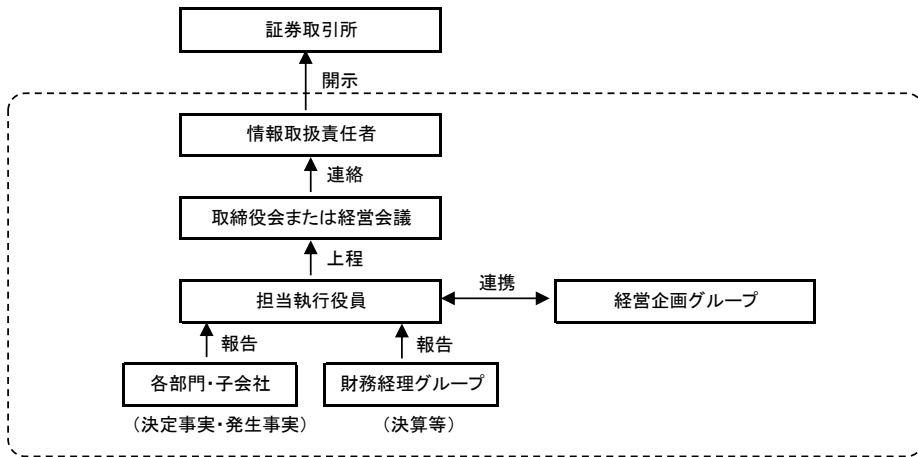 証券取引所
開示
情報取扱責任者
連絡
取締役会または経営会議
上程
担当執行役員
連携
経営企画グループ
報告
報告
各部門・子会社
財務経理グループ
（決定事実・発生事実）
（決算等）